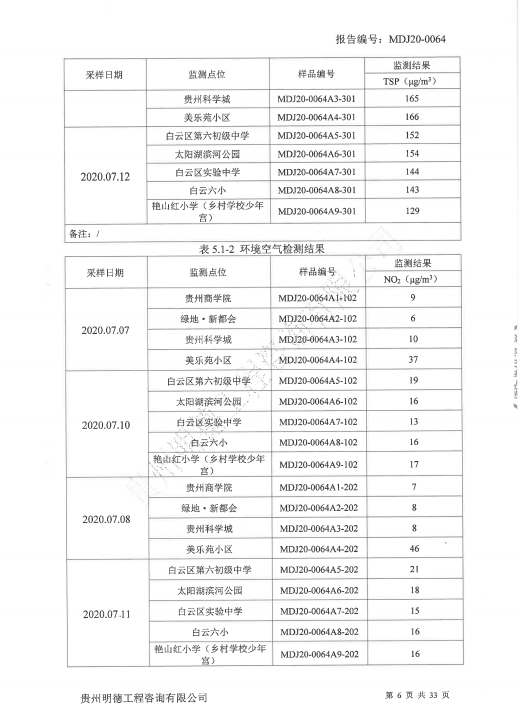 报告编号：MDJ20-0064
采样日期 监测点位 样品编号 监测结果
TSP（μg/m³）
贵州科学城 MDJ20-0064A3-301 165
美乐苑小区 MDJ20-0064A4-301 166
2020.07.12
白云区第六初级中学 MDJ20-0064A5-301 152
太阳湖滨河公园 MDJ20-0064A6-301 154
白云区实验中学 MDJ20-0064A7-301 144
白云六小 MDJ20-0064A8-301 143
艳山红小学（乡村学校少年
宫） MDJ20-0064A9-301 129
备注：/
表 5.1-2 环境空气检测结果
采样日期 监测点位 样品编号 监测结果
NO₂（μg/m³）
2020.07.07
贵州商学院 MDJ20-0064A1-102 9
绿地·新都会 MDJ20-0064A2-102 6
贵州科学城 MDJ20-0064A3-102 10
美乐苑小区 MDJ20-0064A4-102 37
2020.07.10
白云区第六初级中学 MDJ20-0064A5-102 19
太阳湖滨河公园 MDJ20-0064A6-102 16
白云区实验中学 MDJ20-0064A7-102 13
白云六小 MDJ20-0064A8-102 16
艳山红小学（乡村学校少年
宫） MDJ20-0064A9-102 17
2020.07.08
贵州商学院 MDJ20-0064A1-202 7
绿地·新都会 MDJ20-0064A2-202 8
贵州科学城 MDJ20-0064A3-202 8
美乐苑小区 MDJ20-0064A4-202 46
2020.07.11
白云区第六初级中学 MDJ20-0064A5-202 21
太阳湖滨河公园 MDJ20-0064A6-202 18
白云区实验中学 MDJ20-0064A7-202 15
白云六小 MDJ20-0064A8-202 16
艳山红小学（乡村学校少年
宫） MDJ20-0064A9-202 16
贵州明德工程咨询有限公司 第 6 页 共 33 页